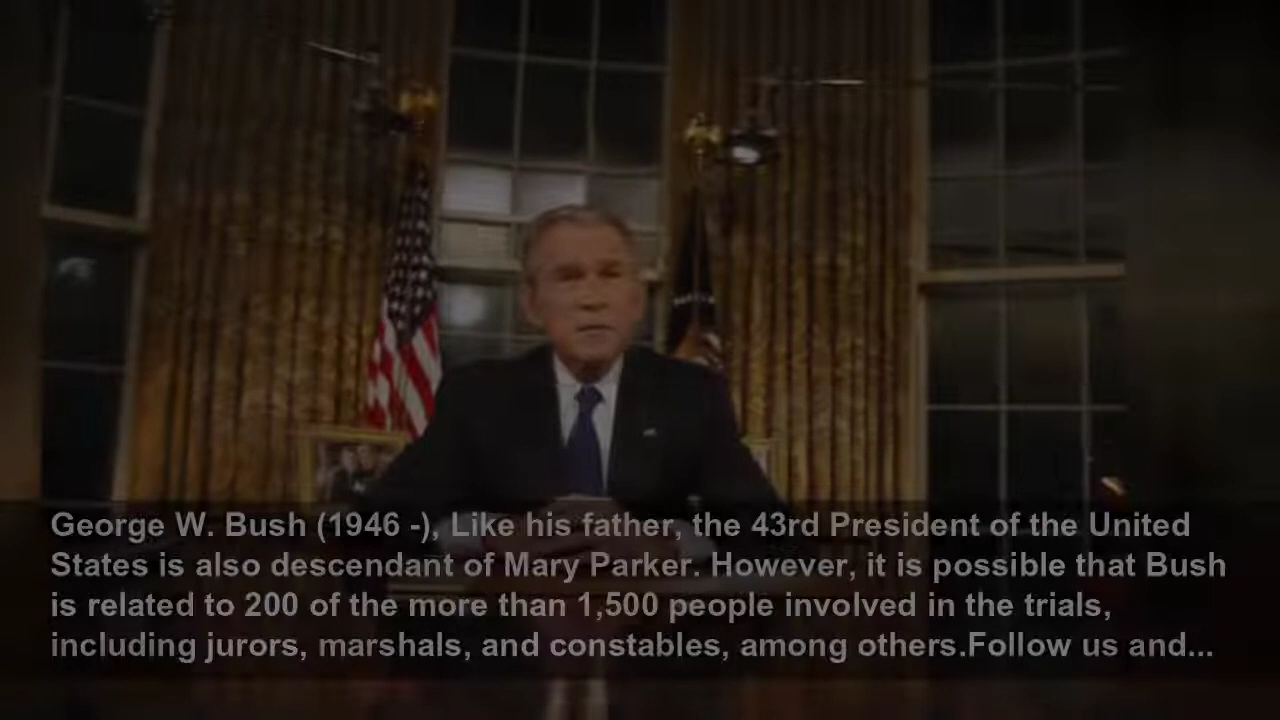 George W. Bush (1946 -), Like his father, the 43rd President of the United
States is also descendant of Mary Parker. However, it is possible that Bush
is related to 200 of the more than 1,500 people involved in the trials,
including jurors, marshals, and constables, among others.Follow us and...